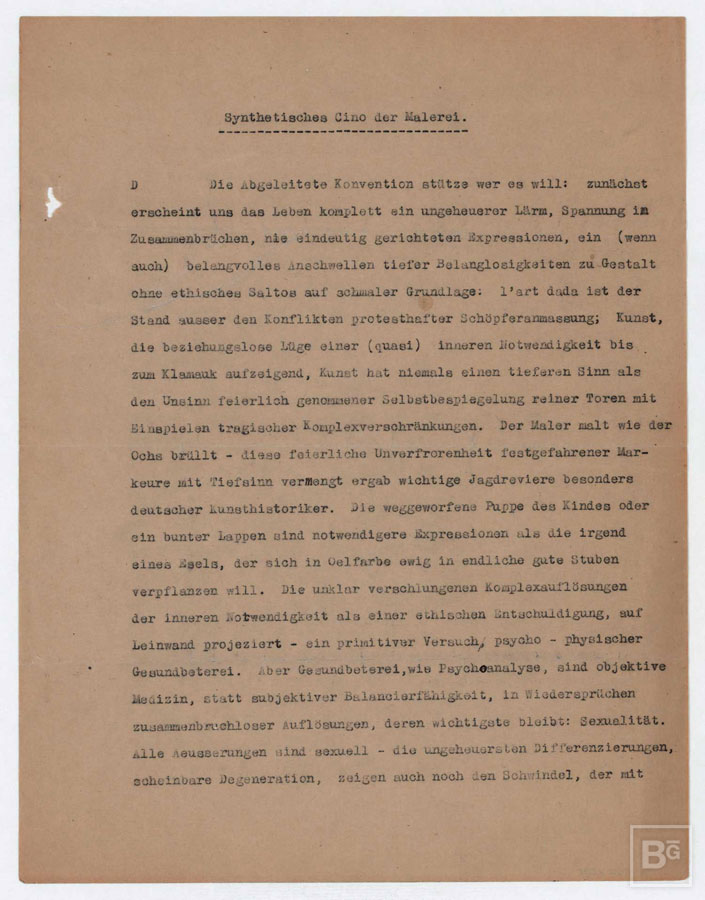 Synthetisches Cino der Malerei.
D Die Abgeleitete Konvention stütze wer es will: zunächst
erscheint uns das Leben komplett ein ungeheuerer Lärm, Spannung in
Zusammenbrüchen, nie eindeutig gerichteten Expressionen, ein (wenn
auch) belangvolles Anschwellen tiefer Belanglosigkeiten zu Gestalt
ohne ethisches Saltos auf schmaler Grundlage: l'art dada ist der
Stand ausser den Konflikten protesthafter Schöpferanmassung; Kunst,
die beziehungslose Lüge einer (quasi) inneren Notwendigkeit bis
zum Klamauk aufzeigend, Kunst hat niemals einen tieferen Sinn als
den Unsinn feierlich genommener Selbstbespiegelung reiner Toren mit
Einspielen tragischer Komplexverschränkungen. Der Maler malt wie der
Ochs brüllt - diese feierliche Unverfrorenheit festgefahrener Mar-
keure mit Tiefsinn vermengt ergab wichtige Jagdreviere besonders
deutscher Kunsthistoriker. Die weggeworfene Puppe des Kindes oder
ein bunter Lappen sind notwendigere Expressionen als die irgend
eines Esels, der sich in Oelfarbe ewig in endliche gute Stuben
verpflanzen will. Die unklar verschlungenen Komplexauflösungen
der inneren Notwendigkeit als einer ethischen Entschuldigung, auf
Leinwand projeziert - ein primitiver Versuch, psycho - physischer
Gesundbeterei. Aber Gesundbeterei, wie Psychoanalyse, sind objektive
Medizin, statt subjektiver Balancierfähigkeit, in Wiedersprüchen
zusammenbruchloser Auflösungen, deren wichtigste bleibt: Sexualität.
Alle Aeusserungen sind sexuell - die ungeheuersten Differenzierungen,
scheinbare Degeneration, zeigen auch noch den Schwindel, der mit
BG